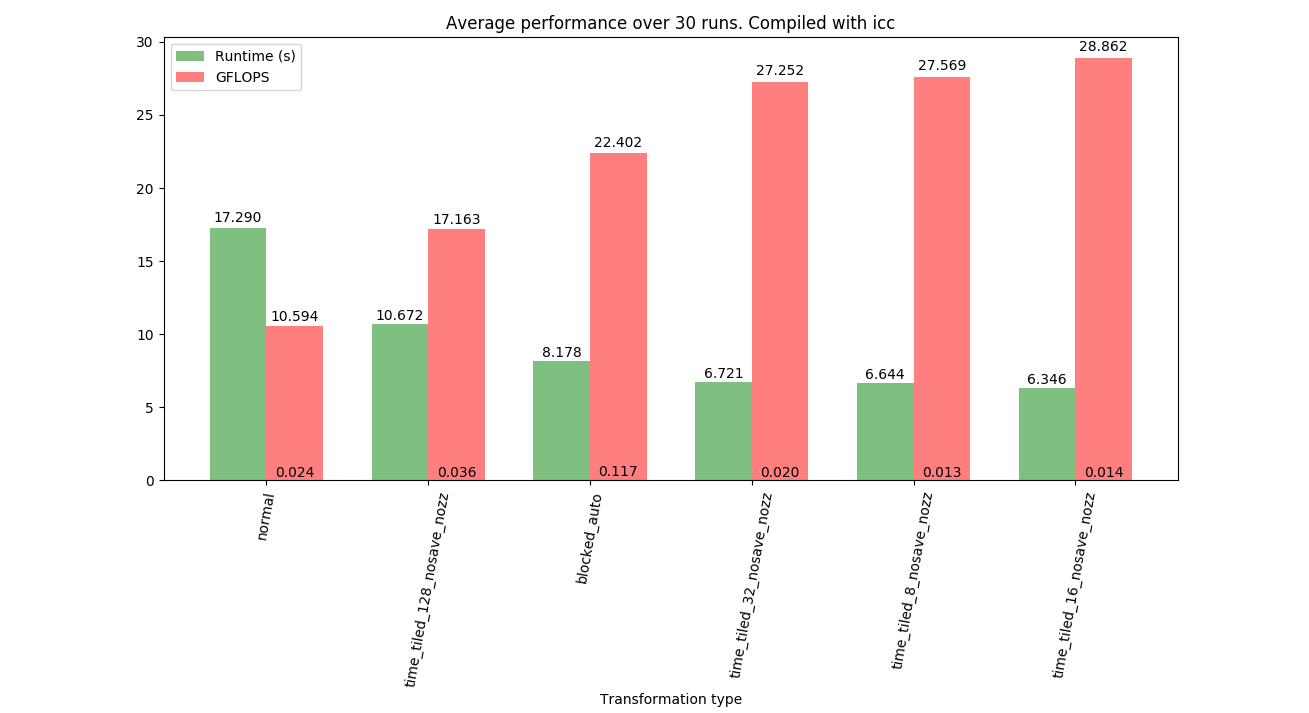 Average performance over 30 runs. Compiled with icc
30
25
20
15
10
5
0
Runtime (s)
GFLOPS
17.290
10.594
0.024
10.672
17.163
0.036
8.178
22.402
0.117
6.721
27.252
0.020
6.644
27.569
0.013
6.346
28.862
0.014
normal
time_tiled_128_nosave_nozz
blocked_auto
time_tiled_32_nosave_nozz
time_tiled_8_nosave_nozz
time_tiled_16_nosave_nozz
Transformation type